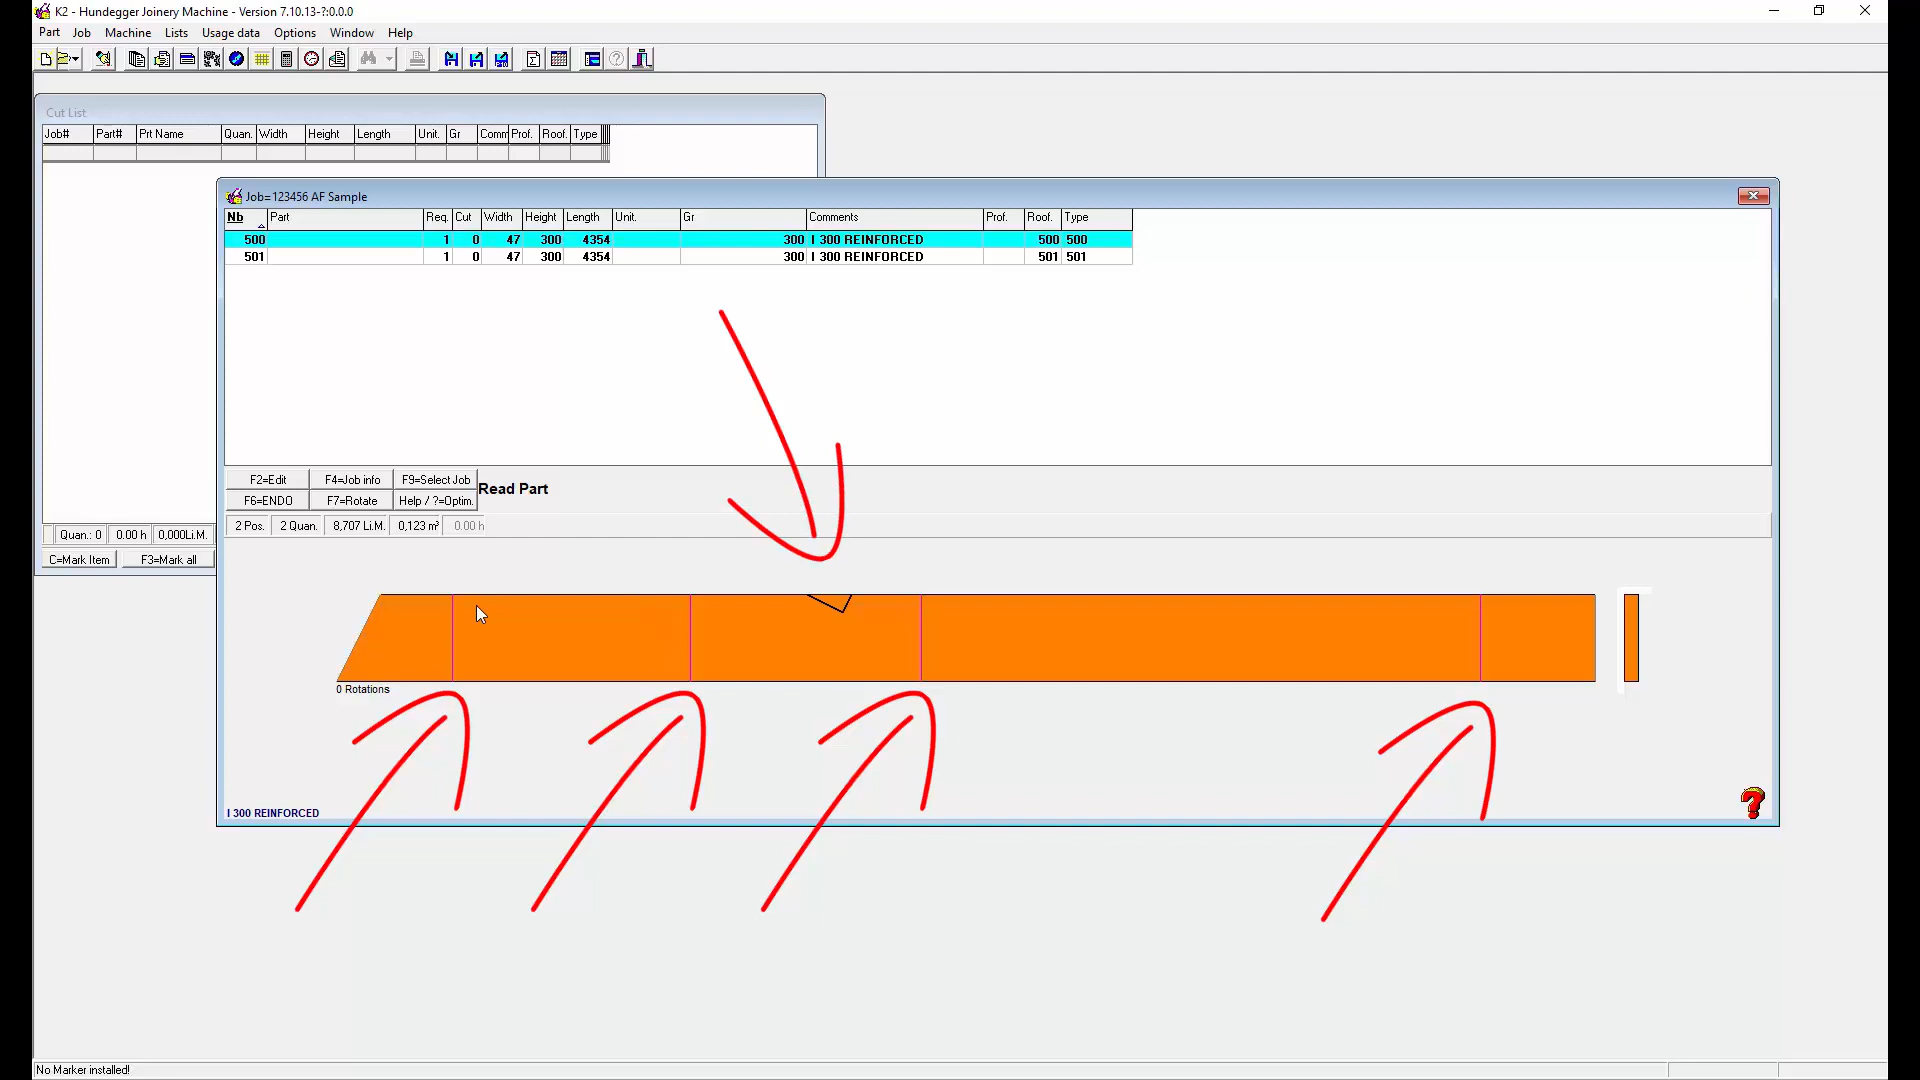 K2 - Hundegger Joinery Machine - Version 7.10.13-?:0.0.0
Part Job Machine Lists Usage data Options Window Help
Cut List
Job# Part# Prt Name Quan. Width Height Length Unit. Gr Comm Prof. Roof. Type
Job=123456 AF Sample
Nb Part Req. Cut Width Height Length Unit. Gr Comments Prof. Roof. Type
500 1 0 47 300 4354 300 I 300 REINFORCED 500 500
501 1 0 47 300 4354 300 I 300 REINFORCED 501 501
F2=Edit F4=Job info F9=Select Job
Read Part
F6=ENDO F7=Rotate Help / ?=Optim.
2 Pos. 2 Quan. 8,707 Li.M. 0,123 m³ 0.00 h
Quan.: 0 0.00 h 0,000Li.M.
C=Mark Item F3=Mark all
0 Rotations
I 300 REINFORCED
No Marker installed!